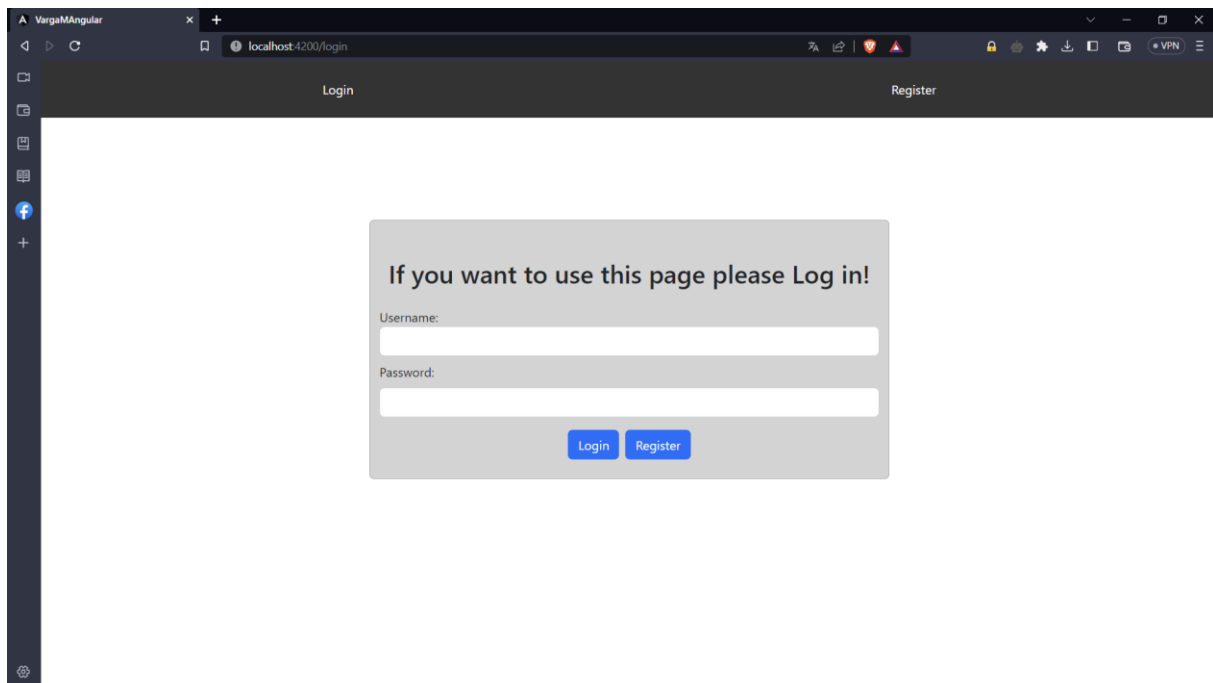 VargaMAngular
localhost:4200/login
VPN
Login Register
If you want to use this page please Log in!
Username:
Password:
Login Register